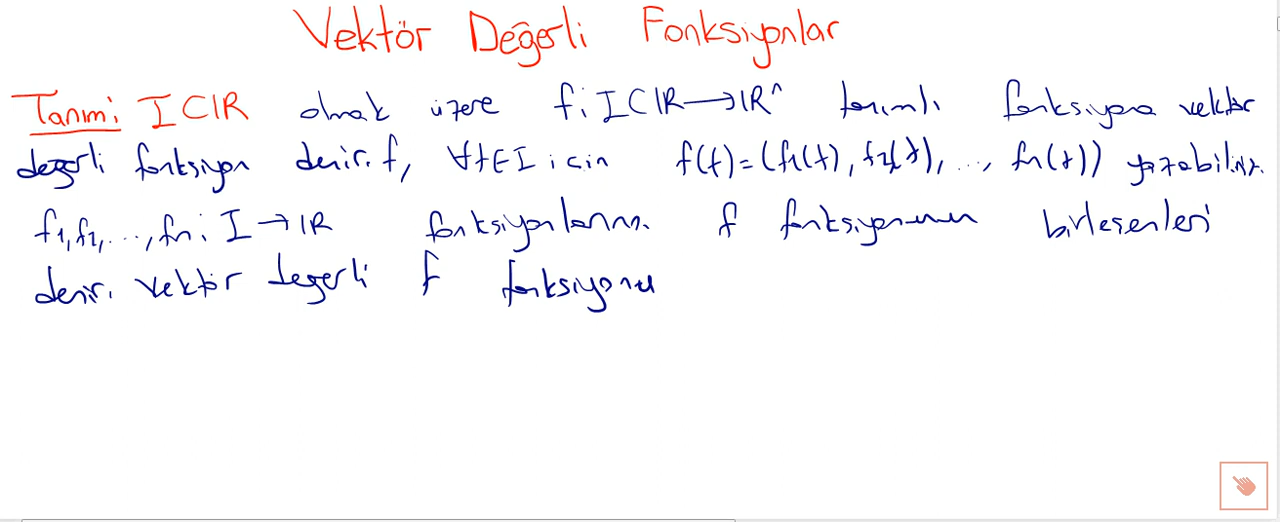 Vektör Değerli Fonksiyonlar
Tanım: I⊂IR olmak üzere f: I⊂IR→IRⁿ tanımlı fonksiyona vektör
değerli fonksiyon denir. f, ∀t∈I için f(t)=(f1(t), f2(t), ..., fn(t)) yazabiliriz.
f1, f2, ..., fn: I→IR fonksiyonlarına f fonksiyonunun birleşenleri
denir. Vektör değerli f fonksiyonu